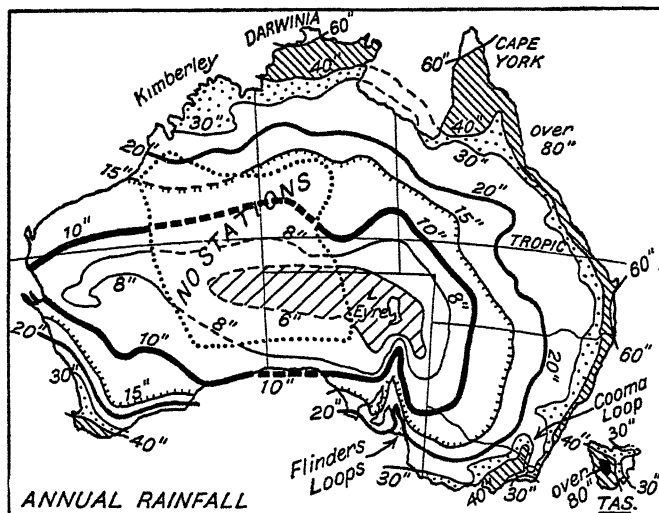 DARWINIA
60"
60"
CAPE
YORK
Kimberley
40"
30"
40"
30"
over
80"
20"
15"
20"
15"
NO STATIONS
10"
10"
TROPIC
8"
8"
8"
60"
L.
Eyre
6"
8"
20"
10"
10"
20"
60"
30"
15"
40"
20"
Cooma
Loop
Flinders
Loops
30"
40"
40"
30"
30"
over
80"
30"
TAS.
ANNUAL RAINFALL